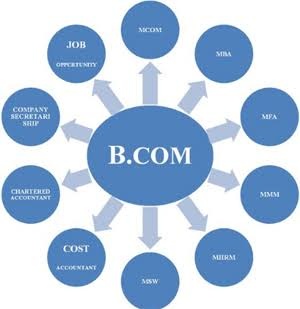 MCOM
MBA
MFA
MMM
MHRM
MSW
COST
ACCOUNTANT
CHARTERED
ACCOUNTANT
COMPANY
SECRETARI
SHIP
JOB
OPPORTUNITY
B.COM